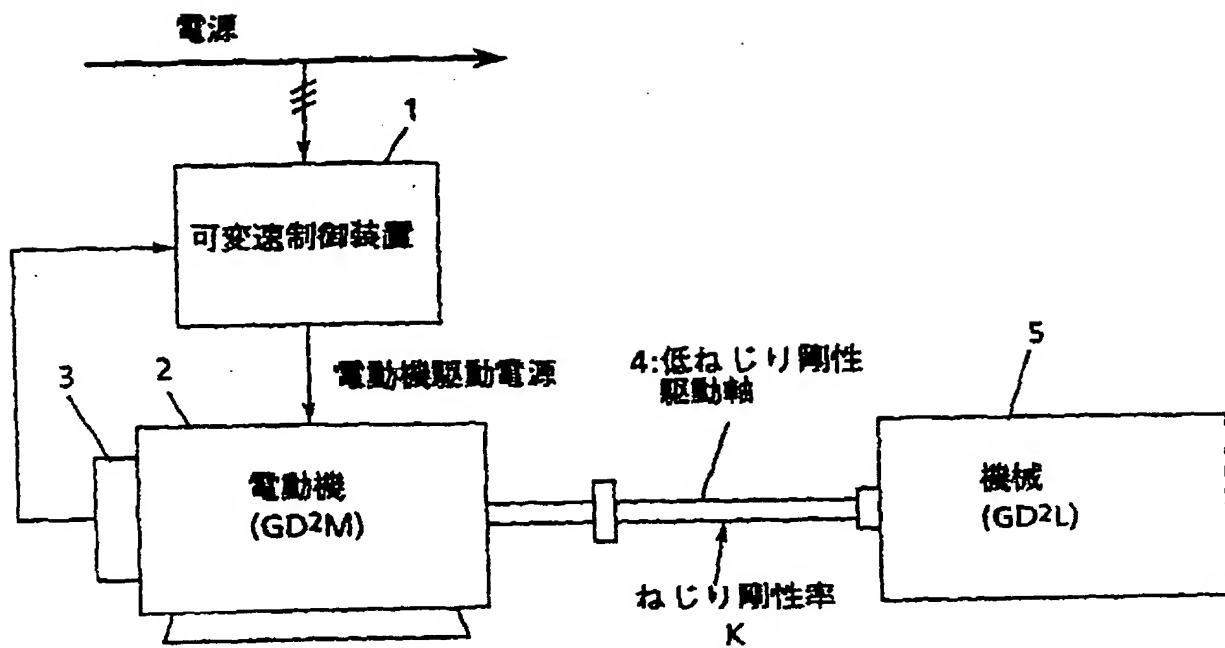 電源
1
可変速制御装置
電動機駆動電源
3
2
4:低ねじり剛性
駆動軸
5
電動機
(GD2M)
機械
(GD2L)
ねじり剛性率
K